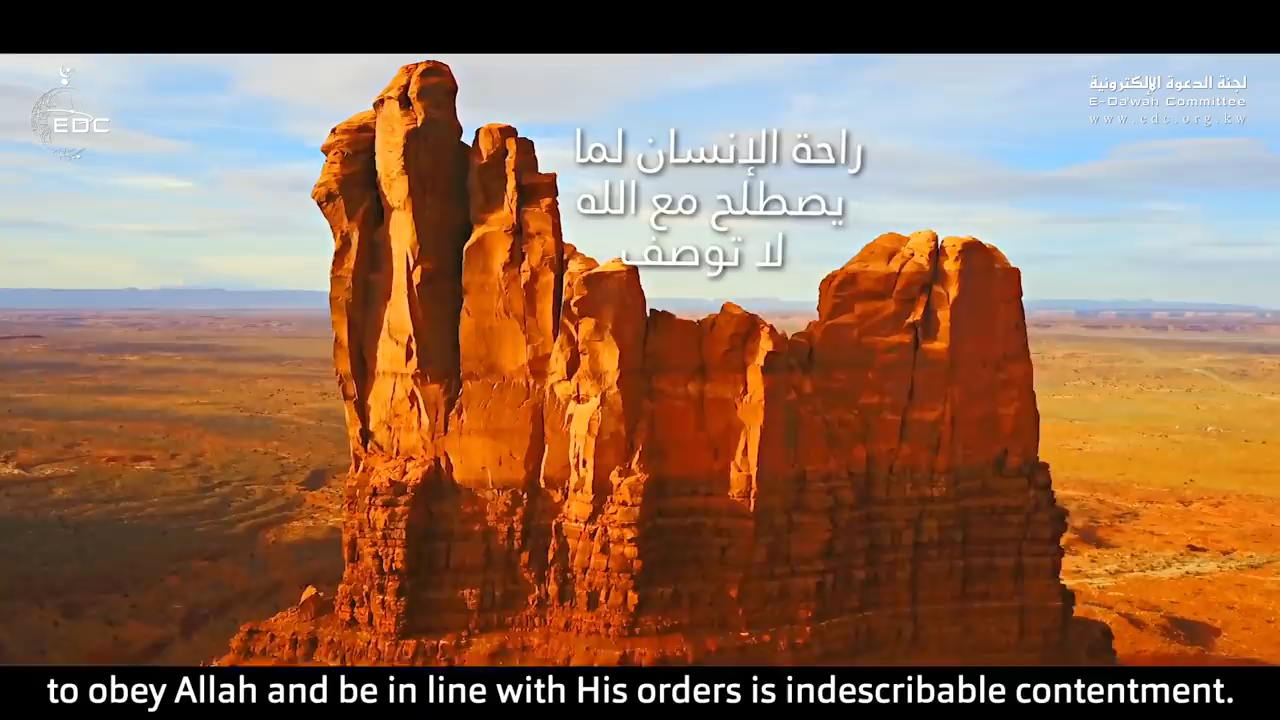 EDC
لجنة الدعوة الإلكترونية
E-Da'wah Committee
www.edc.org.kw
راحة الإنسان لما
يصطلح مع الله
لا توصف
to obey Allah and be in line with His orders is indescribable contentment.